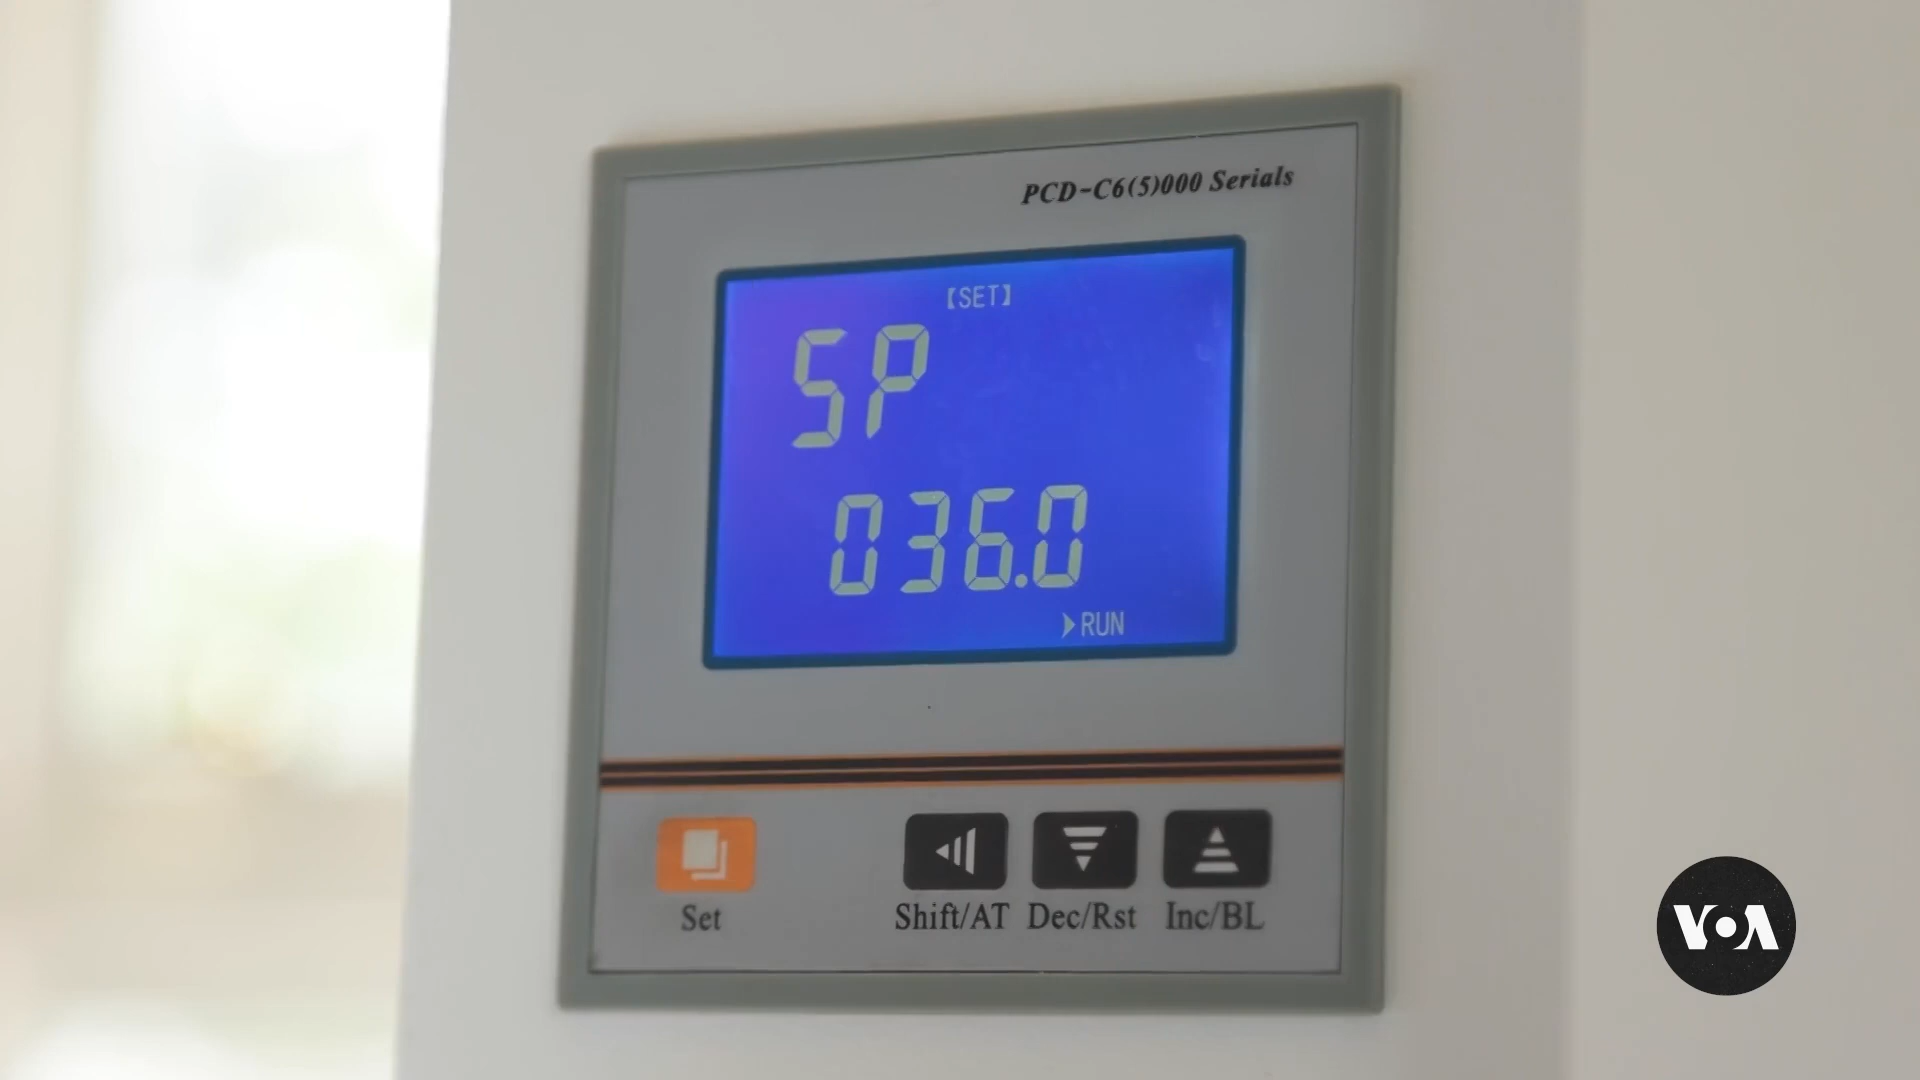 PCD-C6(5)000 Serials
【SET】
SP
036.0
RUN
Set
Shift/AT
Dec/Rst
Inc/BL
VOA